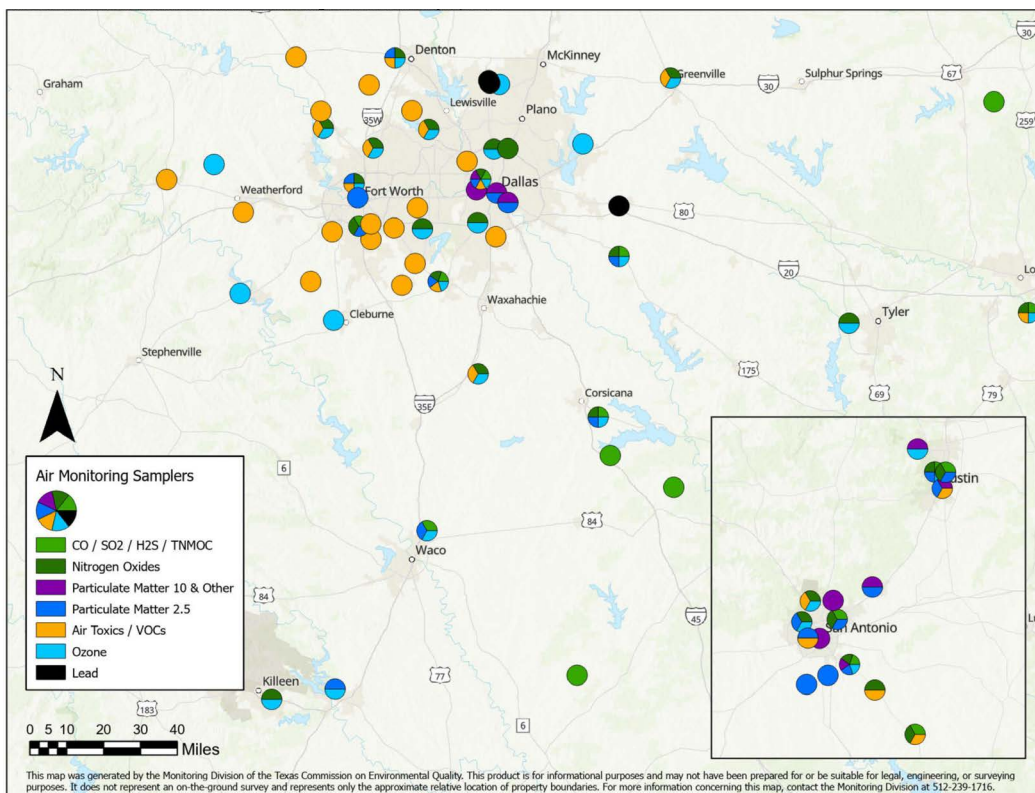 Denton
McKinney
30
Graham
Greenville
Sulphur Springs
67
30
Lewisville
35W
Plano
259
Weatherford
Fort Worth
Dallas
80
20
Lo
Waxahachie
Cleburne
Tyler
Stephenville
175
69
79
N
35E
Corsicana
6
Air Monitoring Samplers
CO / SO2 / H2S / TNMOC
Nitrogen Oxides
Particulate Matter 10 & Other
Particulate Matter 2.5
Air Toxics / VOCs
Ozone
Lead
84
Waco
84
45
77
Killeen
183
6
ustin
San Antonio
Lu
0 5 10 20 30 40
Miles
This map was generated by the Monitoring Division of the Texas Commission on Environmental Quality. This product is for informational purposes and may not have been prepared for or be suitable for legal, engineering, or surveying
purposes. It does not represent an on-the-ground survey and represents only the approximate relative location of property boundaries. For more information concerning this map, contact the Monitoring Division at 512-239-1716.